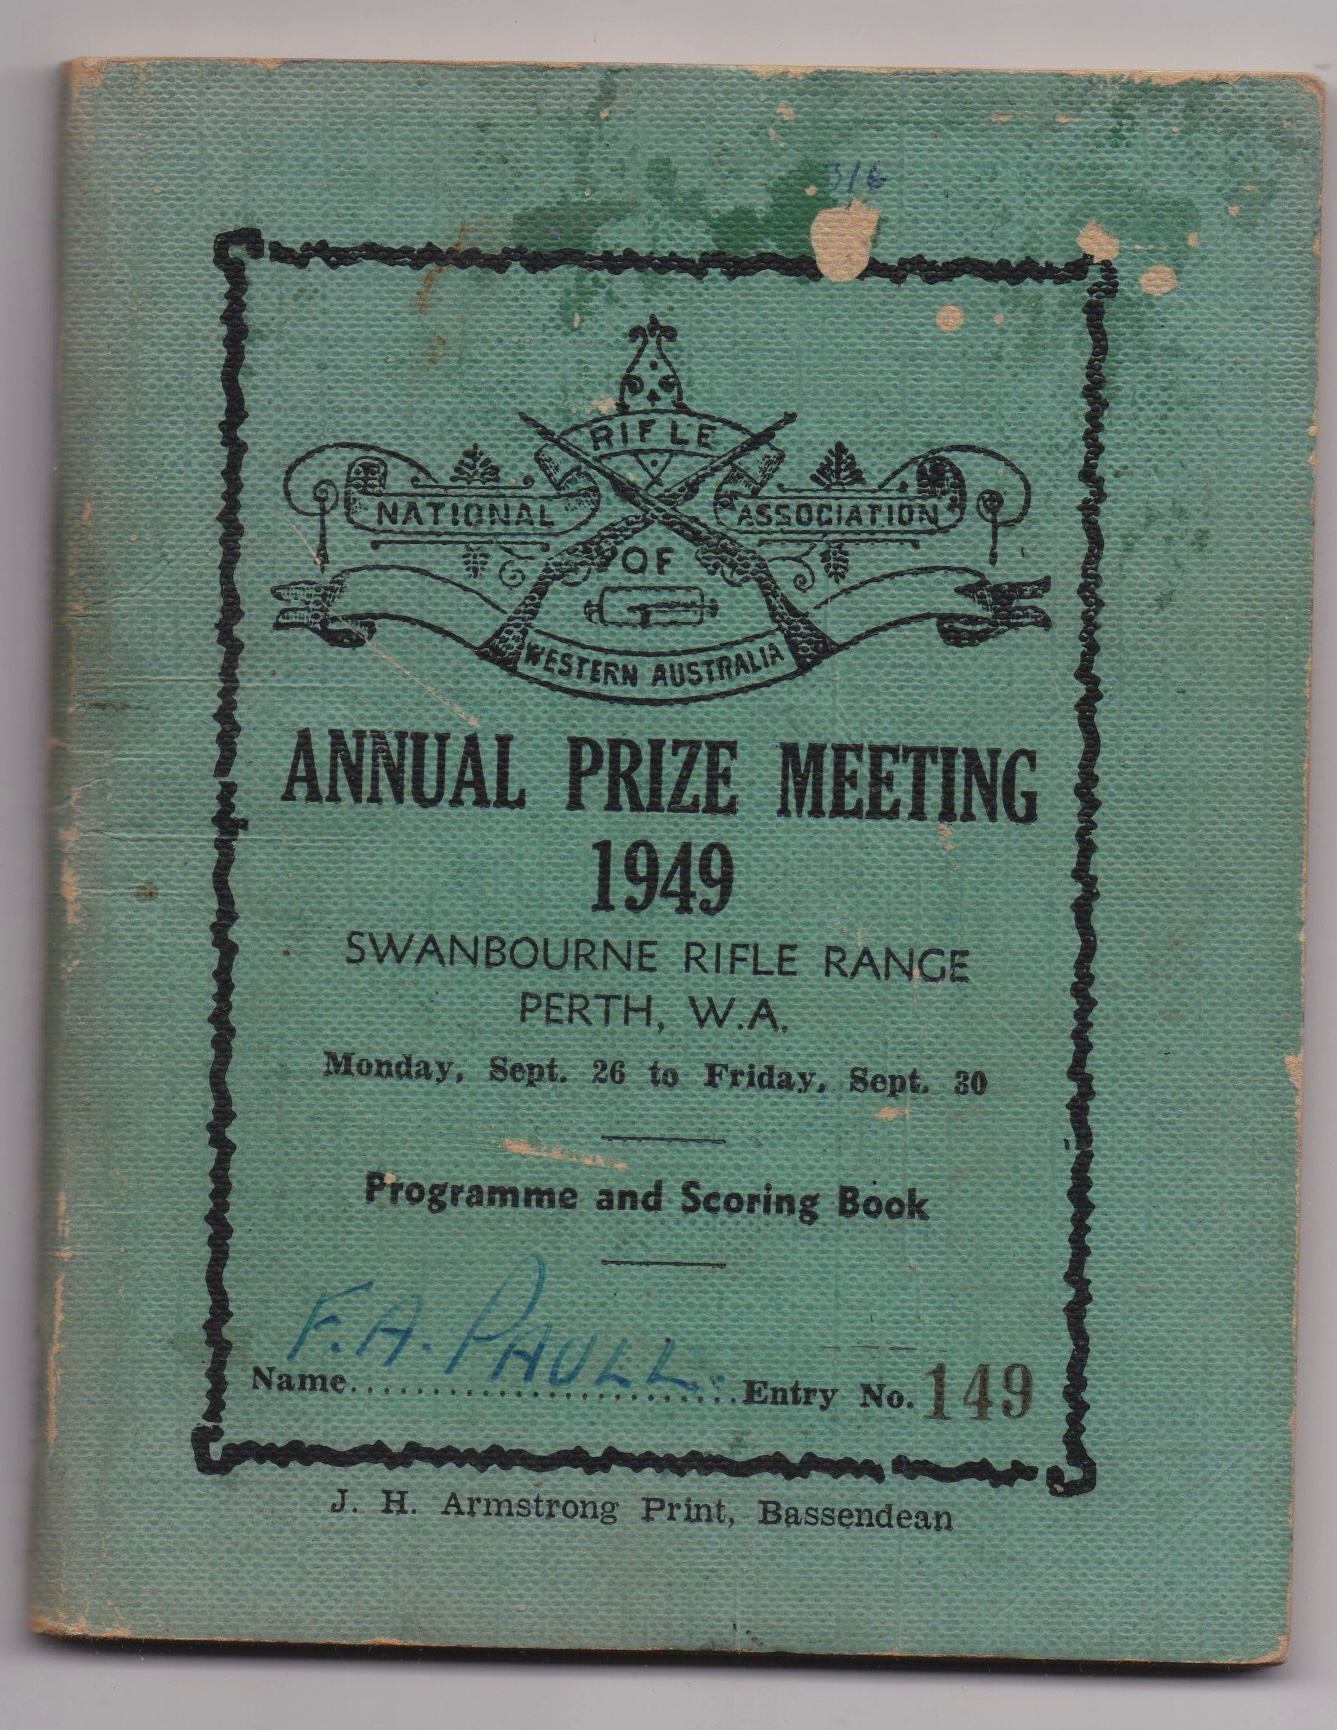 3/6
RIFLE
NATIONAL ASSOCIATION
OF
WESTERN AUSTRALIA
ANNUAL PRIZE MEETING
1949
SWANBOURNE RIFLE RANGE
PERTH, W.A.
Monday, Sept. 26 to Friday, Sept. 30
Programme and Scoring Book
Name F. A. PAULL. Entry No. 149
J. H. Armstrong Print, Bassendean